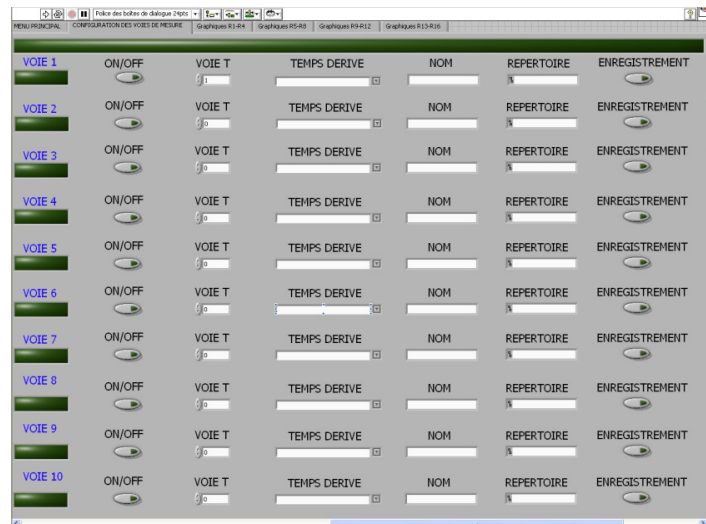 Police des boîtes de dialogue 24pts
MENU PRINCIPAL CONFIGURATION DES VOIES DE MESURE Graphiques R1-R4 Graphiques R5-R8 Graphiques R9-R12 Graphiques R13-R16
VOIE 1 ON/OFF VOIE T TEMPS DERIVE NOM REPERTOIRE ENREGISTREMENT
1
VOIE 2 ON/OFF VOIE T TEMPS DERIVE NOM REPERTOIRE ENREGISTREMENT
0
VOIE 3 ON/OFF VOIE T TEMPS DERIVE NOM REPERTOIRE ENREGISTREMENT
0
VOIE 4 ON/OFF VOIE T TEMPS DERIVE NOM REPERTOIRE ENREGISTREMENT
0
VOIE 5 ON/OFF VOIE T TEMPS DERIVE NOM REPERTOIRE ENREGISTREMENT
0
VOIE 6 ON/OFF VOIE T TEMPS DERIVE NOM REPERTOIRE ENREGISTREMENT
0
VOIE 7 ON/OFF VOIE T TEMPS DERIVE NOM REPERTOIRE ENREGISTREMENT
0
VOIE 8 ON/OFF VOIE T TEMPS DERIVE NOM REPERTOIRE ENREGISTREMENT
0
VOIE 9 ON/OFF VOIE T TEMPS DERIVE NOM REPERTOIRE ENREGISTREMENT
0
VOIE 10 ON/OFF VOIE T TEMPS DERIVE NOM REPERTOIRE ENREGISTREMENT
0